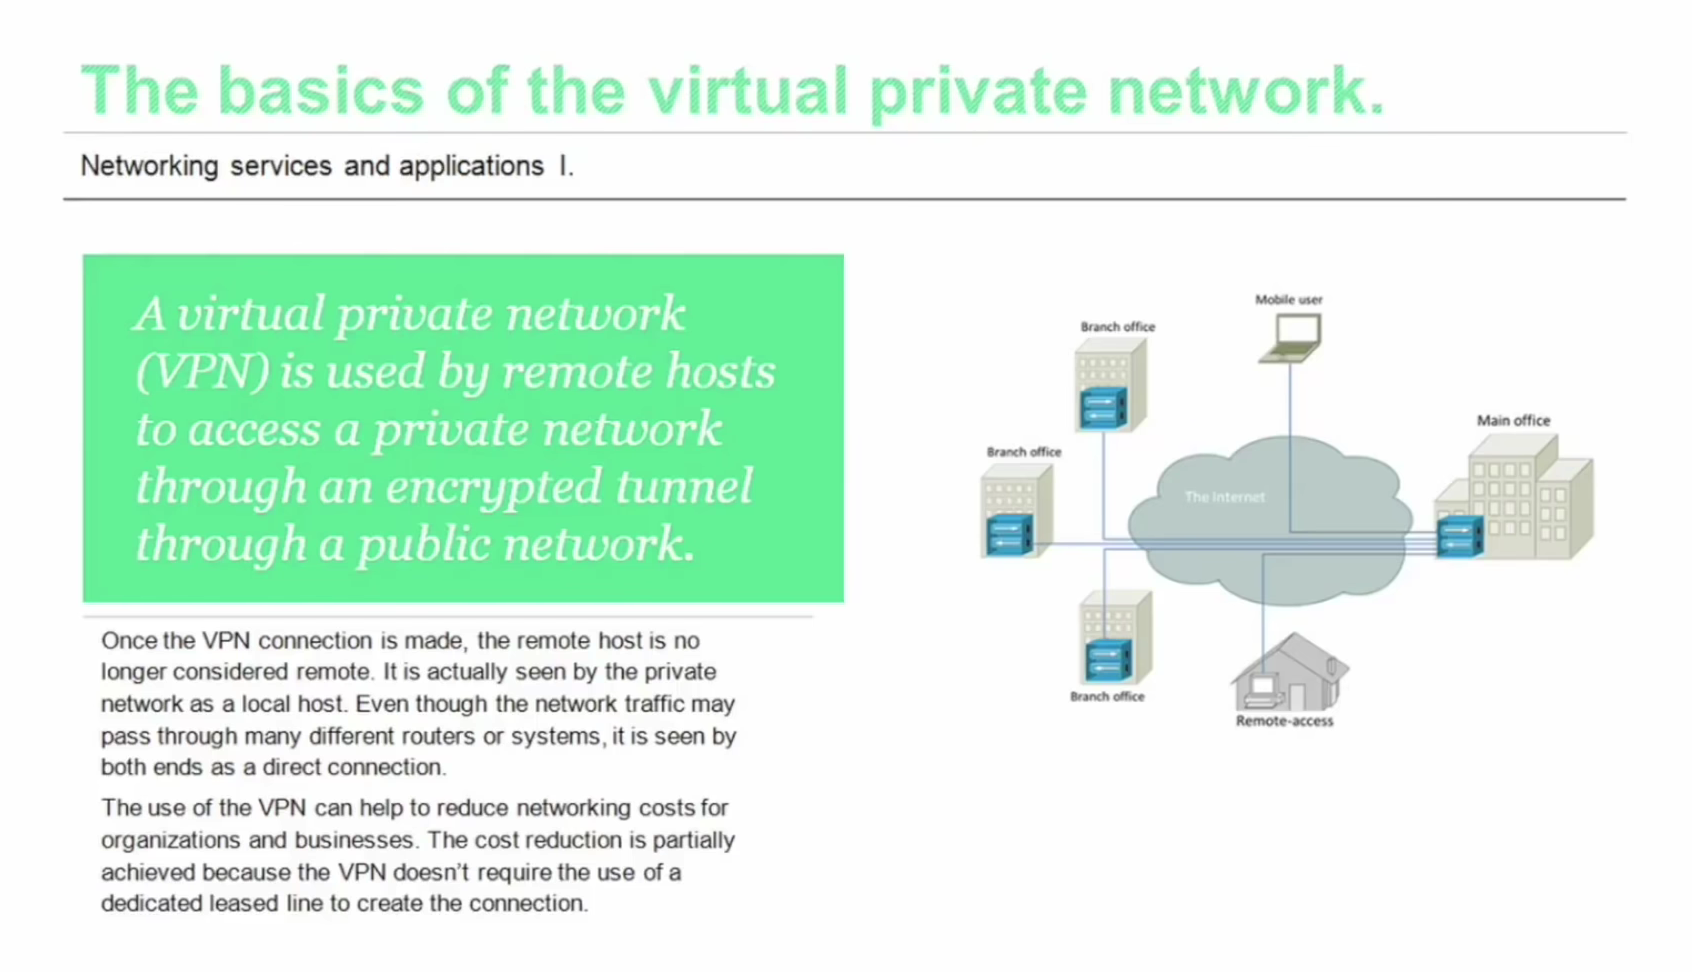 The basics of the virtual private network.
Networking services and applications I.
A virtual private network
(VPN) is used by remote hosts
to access a private network
through an encrypted tunnel
through a public network.
Once the VPN connection is made, the remote host is no
longer considered remote. It is actually seen by the private
network as a local host. Even though the network traffic may
pass through many different routers or systems, it is seen by
both ends as a direct connection.
The use of the VPN can help to reduce networking costs for
organizations and businesses. The cost reduction is partially
achieved because the VPN doesn't require the use of a
dedicated leased line to create the connection.
Mobile user
Branch office
Main office
Branch office
The Internet
Branch office
Remote-access